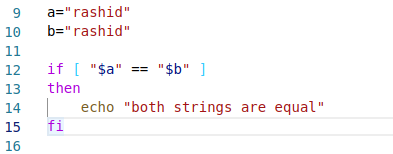 9 a="rashid"
10 b="rashid"
11
12 if [ "$a" == "$b" ]
13 then
14     echo "both strings are equal"
15 fi
16